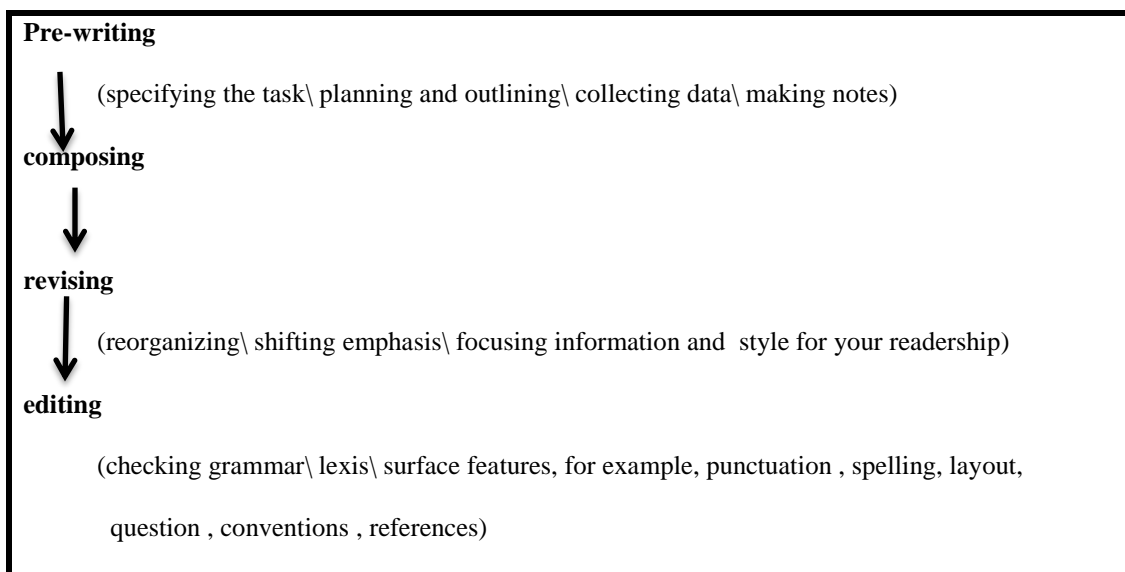 Pre-writing
(specifying the task\ planning and outlining\ collecting data\ making notes)
composing
revising
(reorganizing\ shifting emphasis\ focusing information and  style for your readership)
editing
(checking grammar\ lexis\ surface features, for example, punctuation , spelling, layout,
question , conventions , references)